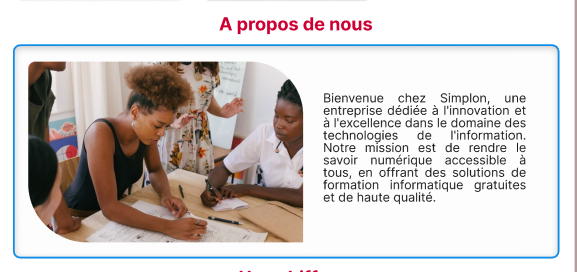 A propos de nous
Bienvenue chez Simplon, une
entreprise dédiée à l'innovation et
à l'excellence dans le domaine des
technologies de l'information.
Notre mission est de rendre le
savoir numérique accessible à
tous, en offrant des solutions de
formation informatique gratuites
et de haute qualité.